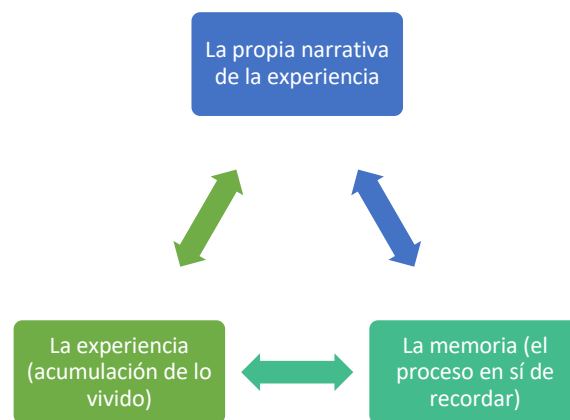 La propia narrativa
de la experiencia
La experiencia
(acumulación de lo
vivido)
La memoria (el
proceso en sí de
recordar)